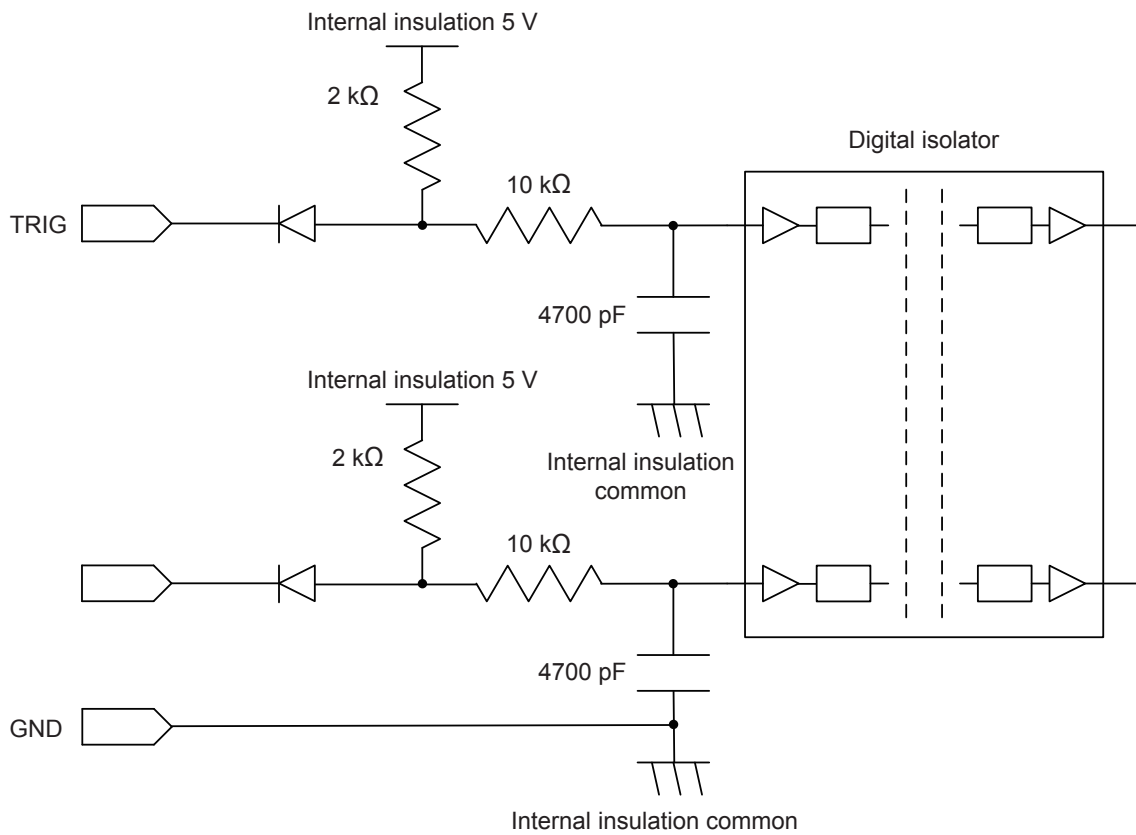 Internal insulation 5 V
2 kΩ
Digital isolator
10 kΩ
TRIG
4700 pF
Internal insulation 5 V
2 kΩ
Internal insulation
common
10 kΩ
4700 pF
GND
Internal insulation common